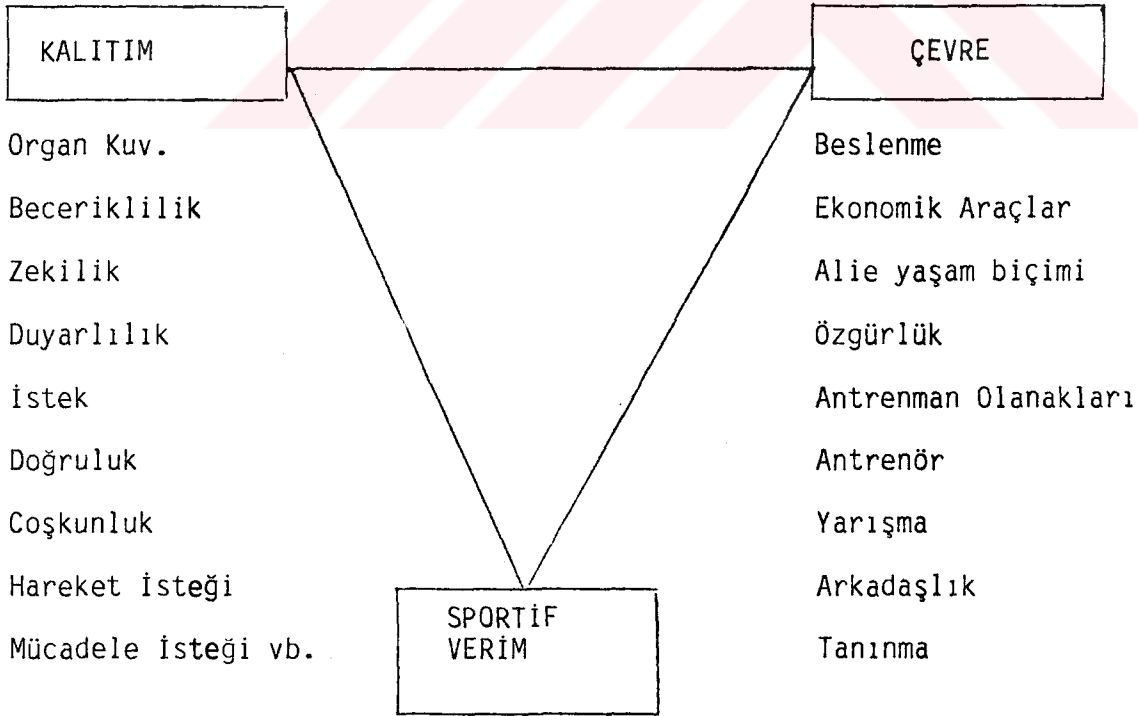 KALITIM
Organ Kuv.
Beceriklilik
Zekilik
Duyarlılık
İstek
Doğruluk
Coşkunluk
Hareket İsteği
Mücadele İsteği vb.
ÇEVRE
Beslenme
Ekonomik Araçlar
Alie yaşam biçimi
Özgürlük
Antrenman Olanakları
Antrenör
Yarışma
Arkadaşlık
Tanınma
SPORTİF
VERİM